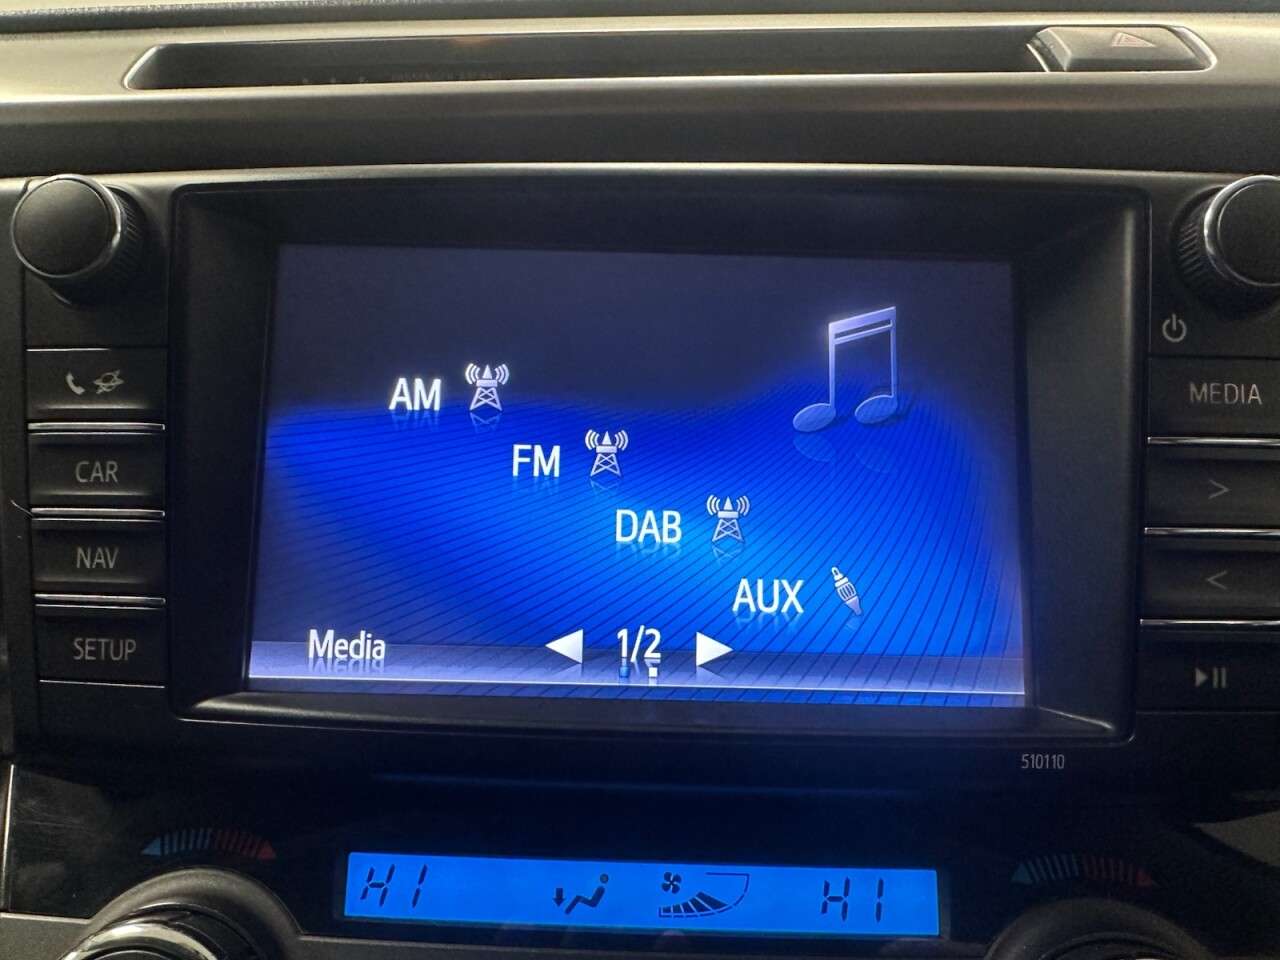 AM
FM
DAB
AUX
Media
1/2
CAR
NAV
SETUP
MEDIA
>
<
510110
HI
HI